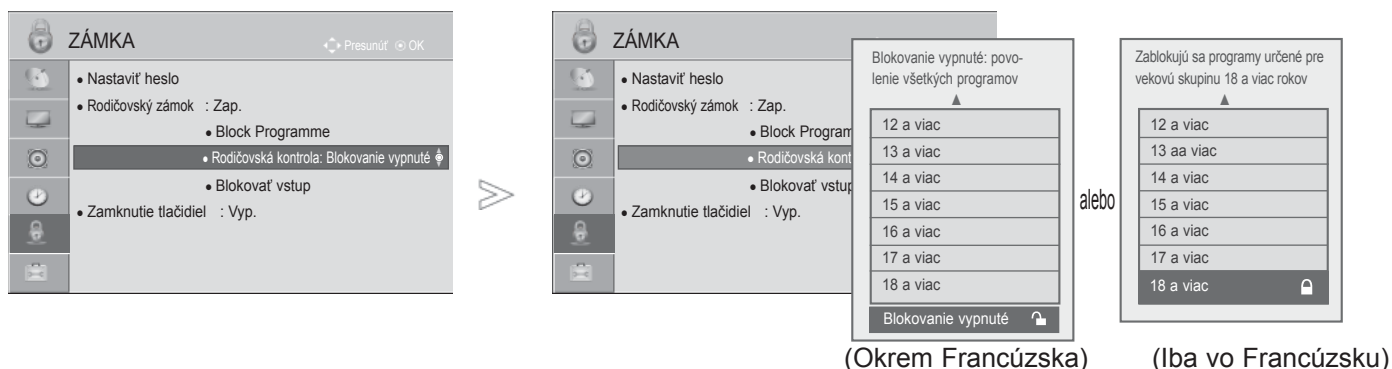 ZÁMKA
Presunúť OK
• Nastaviť heslo
• Rodičovský zámok : Zap.
• Block Programme
• Rodičovská kontrola: Blokovanie vypnuté
• Blokovať vstup
• Zamknutie tlačidiel : Vyp.
ZÁMKA
• Nastaviť heslo
• Rodičovský zámok : Zap.
• Block Program
• Rodičovská kont
• Blokovať vstup
• Zamknutie tlačidiel : Vyp.
Blokovanie vypnuté: povo-
lenie všetkých programov
12 a viac
13 a viac
14 a viac
15 a viac
16 a viac
17 a viac
18 a viac
Blokovanie vypnuté
(Okrem Francúzska)
alebo
Zablokujú sa programy určené pre
vekovú skupinu 18 a viac rokov
12 a viac
13 aa viac
14 a viac
15 a viac
16 a viac
17 a viac
18 a viac
(Iba vo Francúzsku)